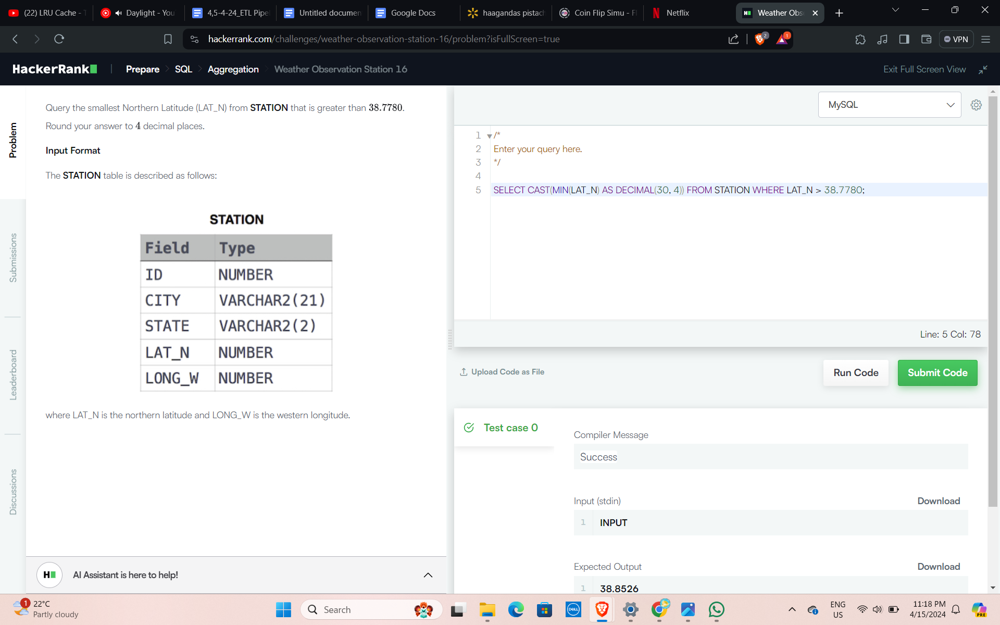 (22) LRU Cache - T
Daylight - You
4,5-4-24_ETL Pipel
Untitled documen
Google Docs
haagandas pistach
Coin Flip Simu - Fl
Netflix
Weather Obs
hackerrank.com/challenges/weather-observation-station-16/problem?isFullScreen=true
2
1
VPN
HackerRank
Prepare
SQL
Aggregation
Weather Observation Station 16
Exit Full Screen View
Problem
Submissions
Leaderboard
Discussions
Query the smallest Northern Latitude (LAT_N) from STATION that is greater than 38.7780.
Round your answer to 4 decimal places.
Input Format
The STATION table is described as follows:
STATION
Field Type
ID NUMBER
CITY VARCHAR2(21)
STATE VARCHAR2(2)
LAT_N NUMBER
LONG_W NUMBER
where LAT_N is the northern latitude and LONG_W is the western longitude.
H
AI Assistant is here to help!
MySQL
1 /*
2 Enter your query here.
3 */
4
5 SELECT CAST(MIN(LAT_N) AS DECIMAL(30, 4)) FROM STATION WHERE LAT_N > 38.7780;
Line: 5 Col: 78
Upload Code as File
Run Code
Submit Code
Test case 0
Compiler Message
Success
Input (stdin)
Download
1 INPUT
Expected Output
Download
1 38.8526
1
22°C
Partly cloudy
Search
DELL
ENG
US
11:18 PM
4/15/2024
PRE